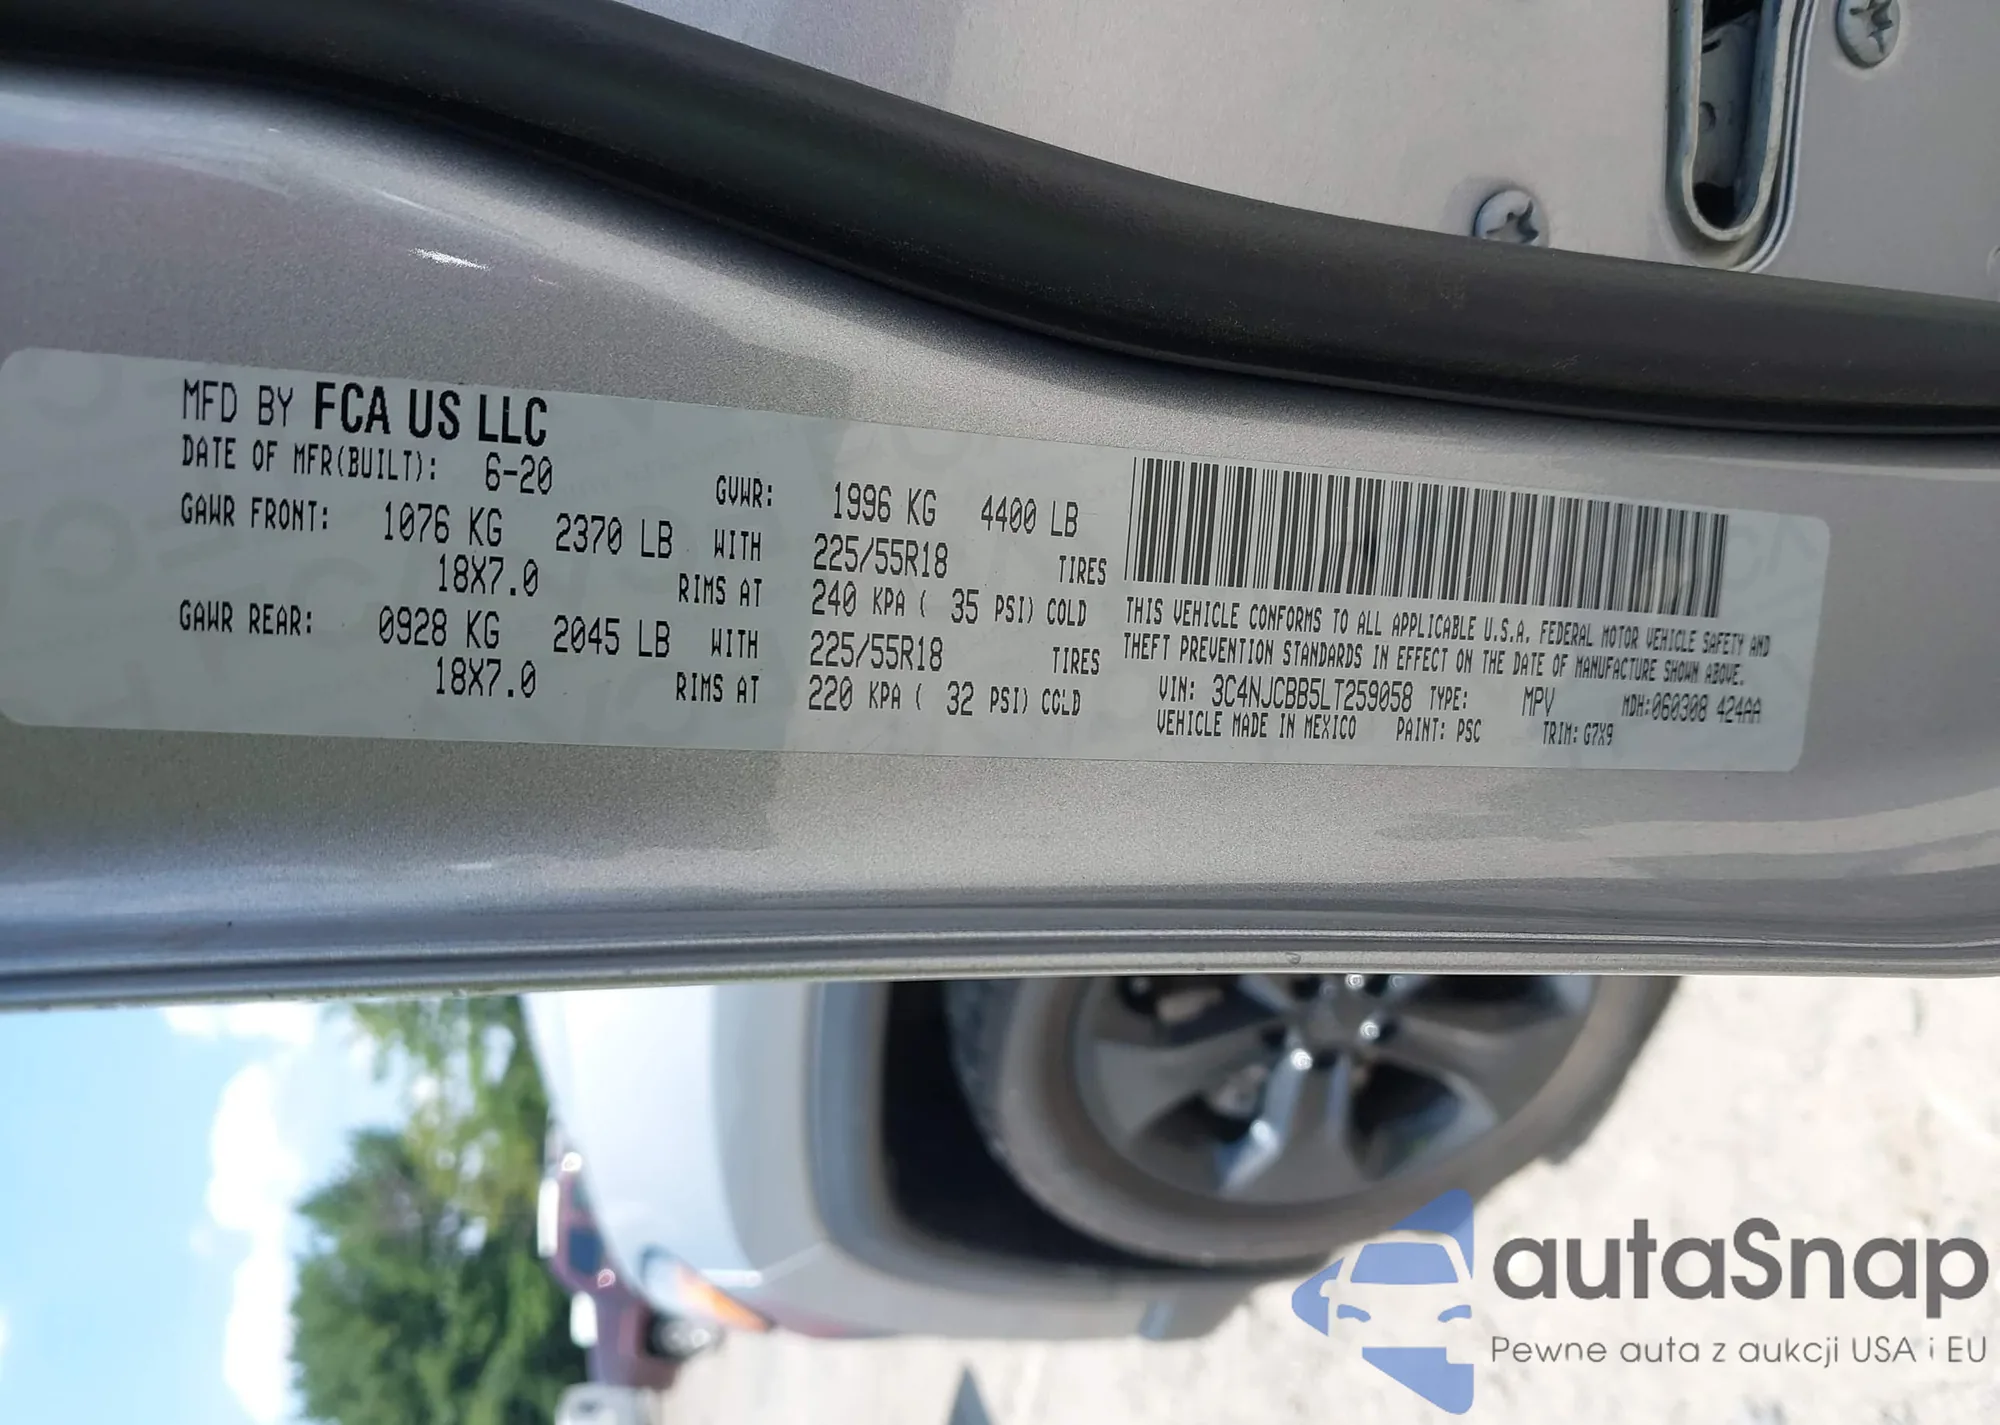 MFD BY FCA US LLC
DATE OF MFR(BUILT): 6-20
GVWR: 1996 KG 4400 LB
GAWR FRONT: 1076 KG 2370 LB WITH 225/55R18 TIRES
18X7.0 RIMS AT 240 KPA ( 35 PSI) COLD
GAWR REAR: 0928 KG 2045 LB WITH 225/55R18 TIRES
18X7.0 RIMS AT 220 KPA ( 32 PSI) COLD
THIS VEHICLE CONFORMS TO ALL APPLICABLE U.S.A. FEDERAL MOTOR VEHICLE SAFETY AND
THEFT PREVENTION STANDARDS IN EFFECT ON THE DATE OF MANUFACTURE SHOWN ABOVE.
VIN: 3C4NJCBB5LT259058 TYPE: MPV MDH:060308 424AA
VEHICLE MADE IN MEXICO PAINT: PSC TRIM: G7X9
autaSnap
Pewne auta z aukcji USA i EU